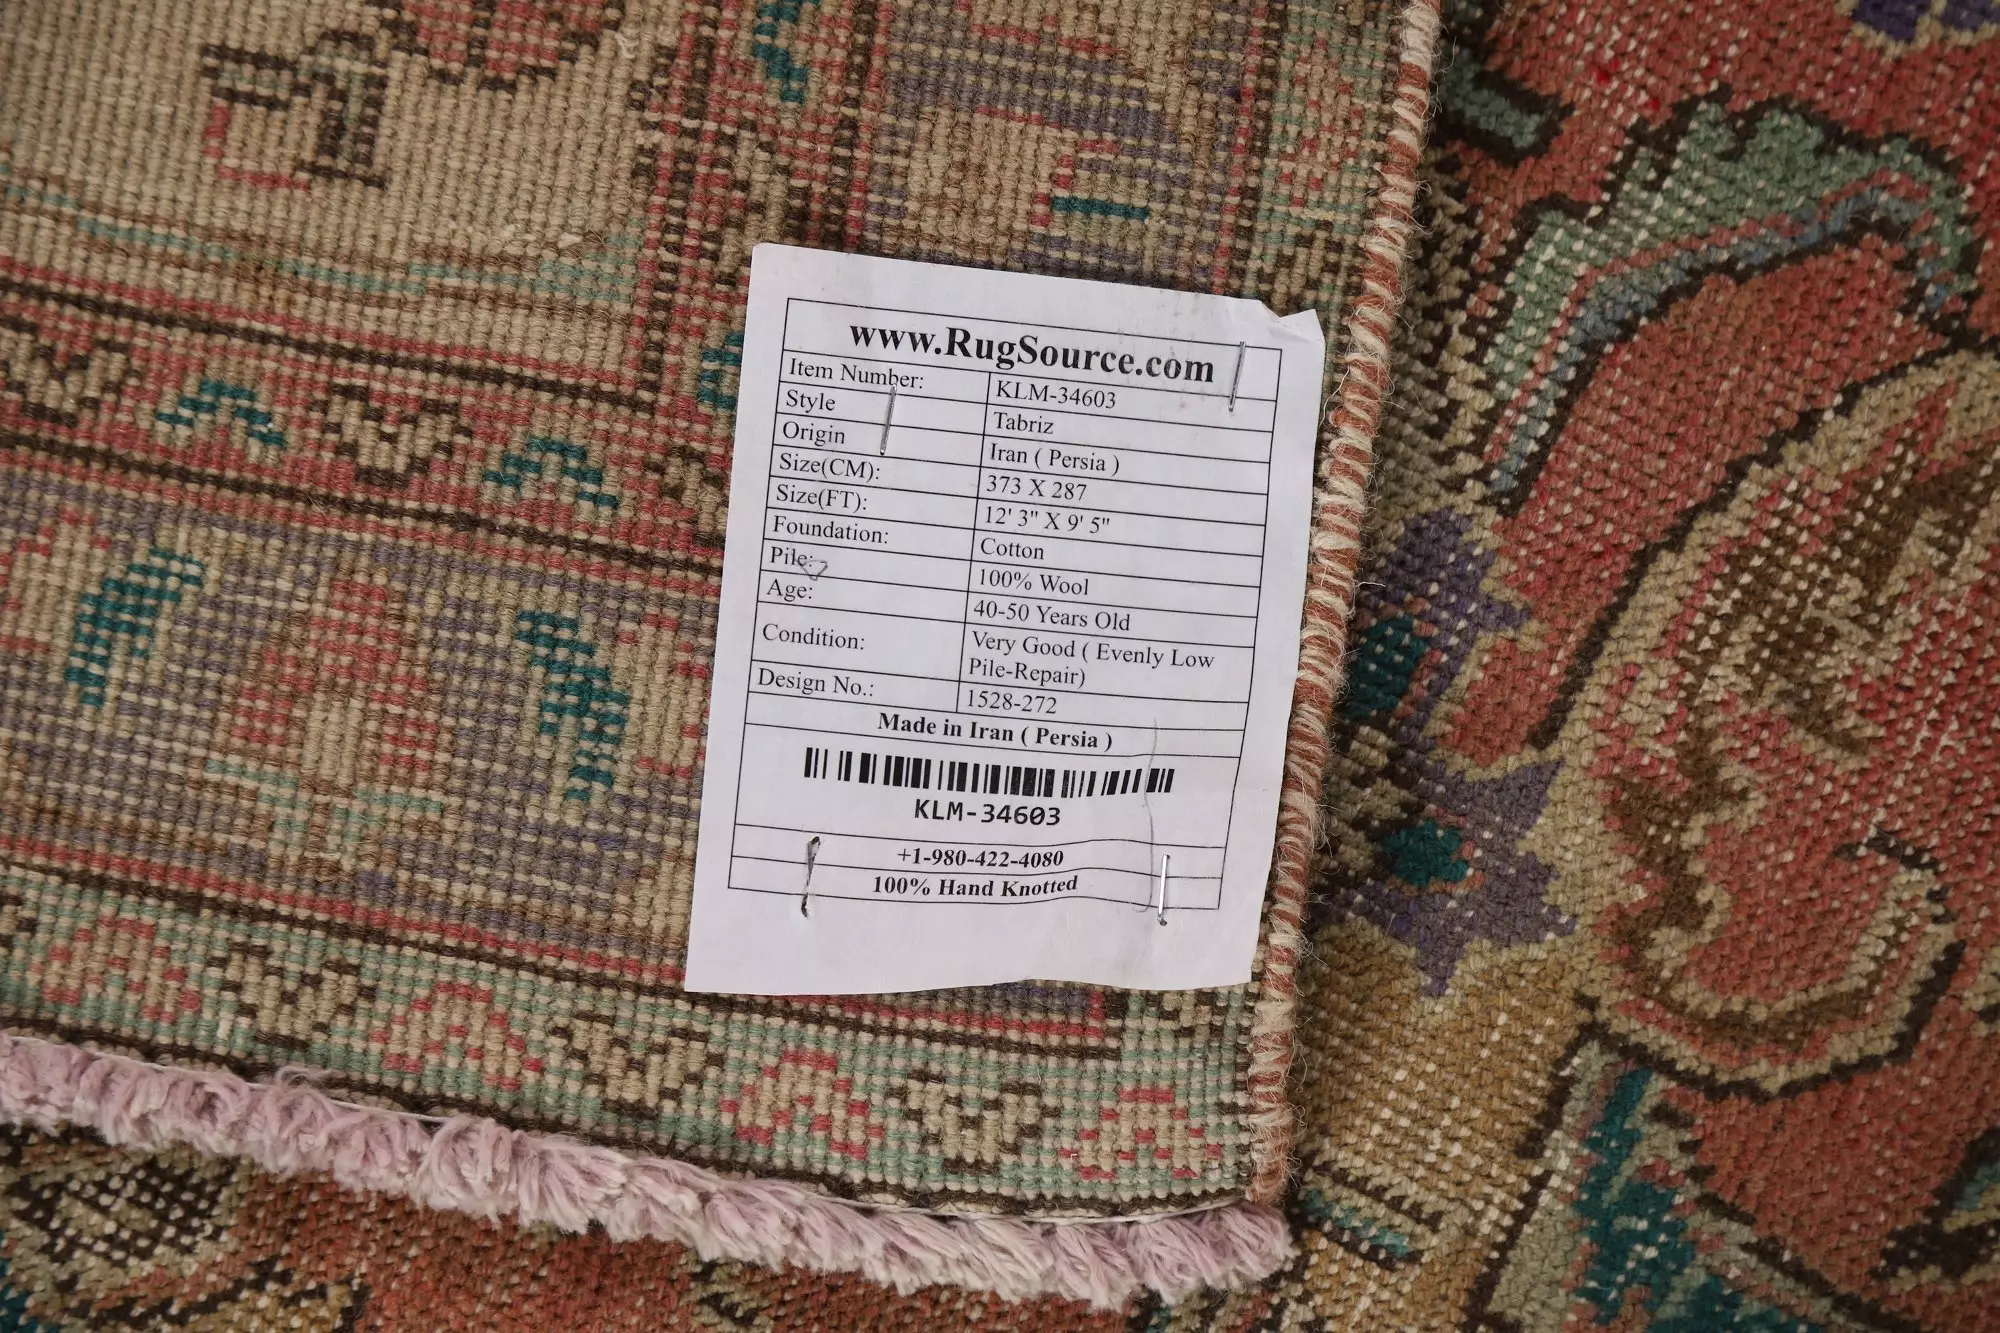 www.RugSource.com
Item Number: KLM-34603
Style Tabriz
Origin Iran ( Persia )
Size(CM): 373 X 287
Size(FT): 12' 3" X 9' 5"
Foundation: Cotton
Pile: 100% Wool
Age: 40-50 Years Old
Condition: Very Good ( Evenly Low
Pile-Repair)
Design No.: 1528-272
Made in Iran ( Persia )
KLM-34603
+1-980-422-4080
100% Hand Knotted